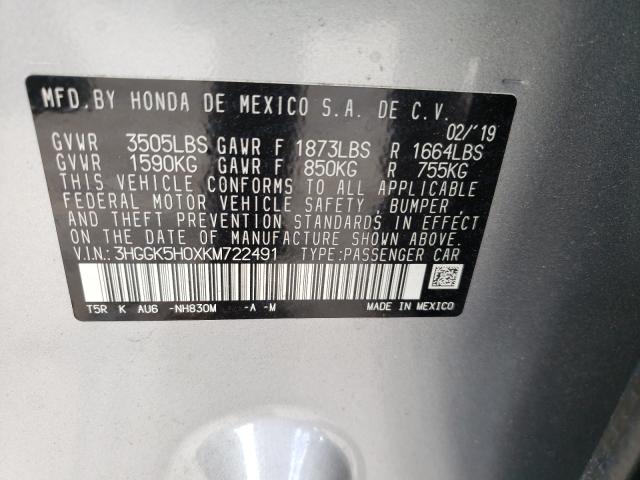 MFD. BY HONDA DE MEXICO S.A. DE C.V.
02/'19
GVWR 3505LBS GAWR F 1873LBS R 1664LBS
GVWR 1590KG GAWR F 850KG R 755KG
THIS VEHICLE CONFORMS TO ALL APPLICABLE
FEDERAL MOTOR VEHICLE SAFETY, BUMPER,
AND THEFT PREVENTION STANDARDS IN EFFECT
ON THE DATE OF MANUFACTURE SHOWN ABOVE.
V.I.N.: 3HGGK5H0XKM722491 TYPE:PASSENGER CAR
T5R K AU6 -NH830M -A -M MADE IN MEXICO